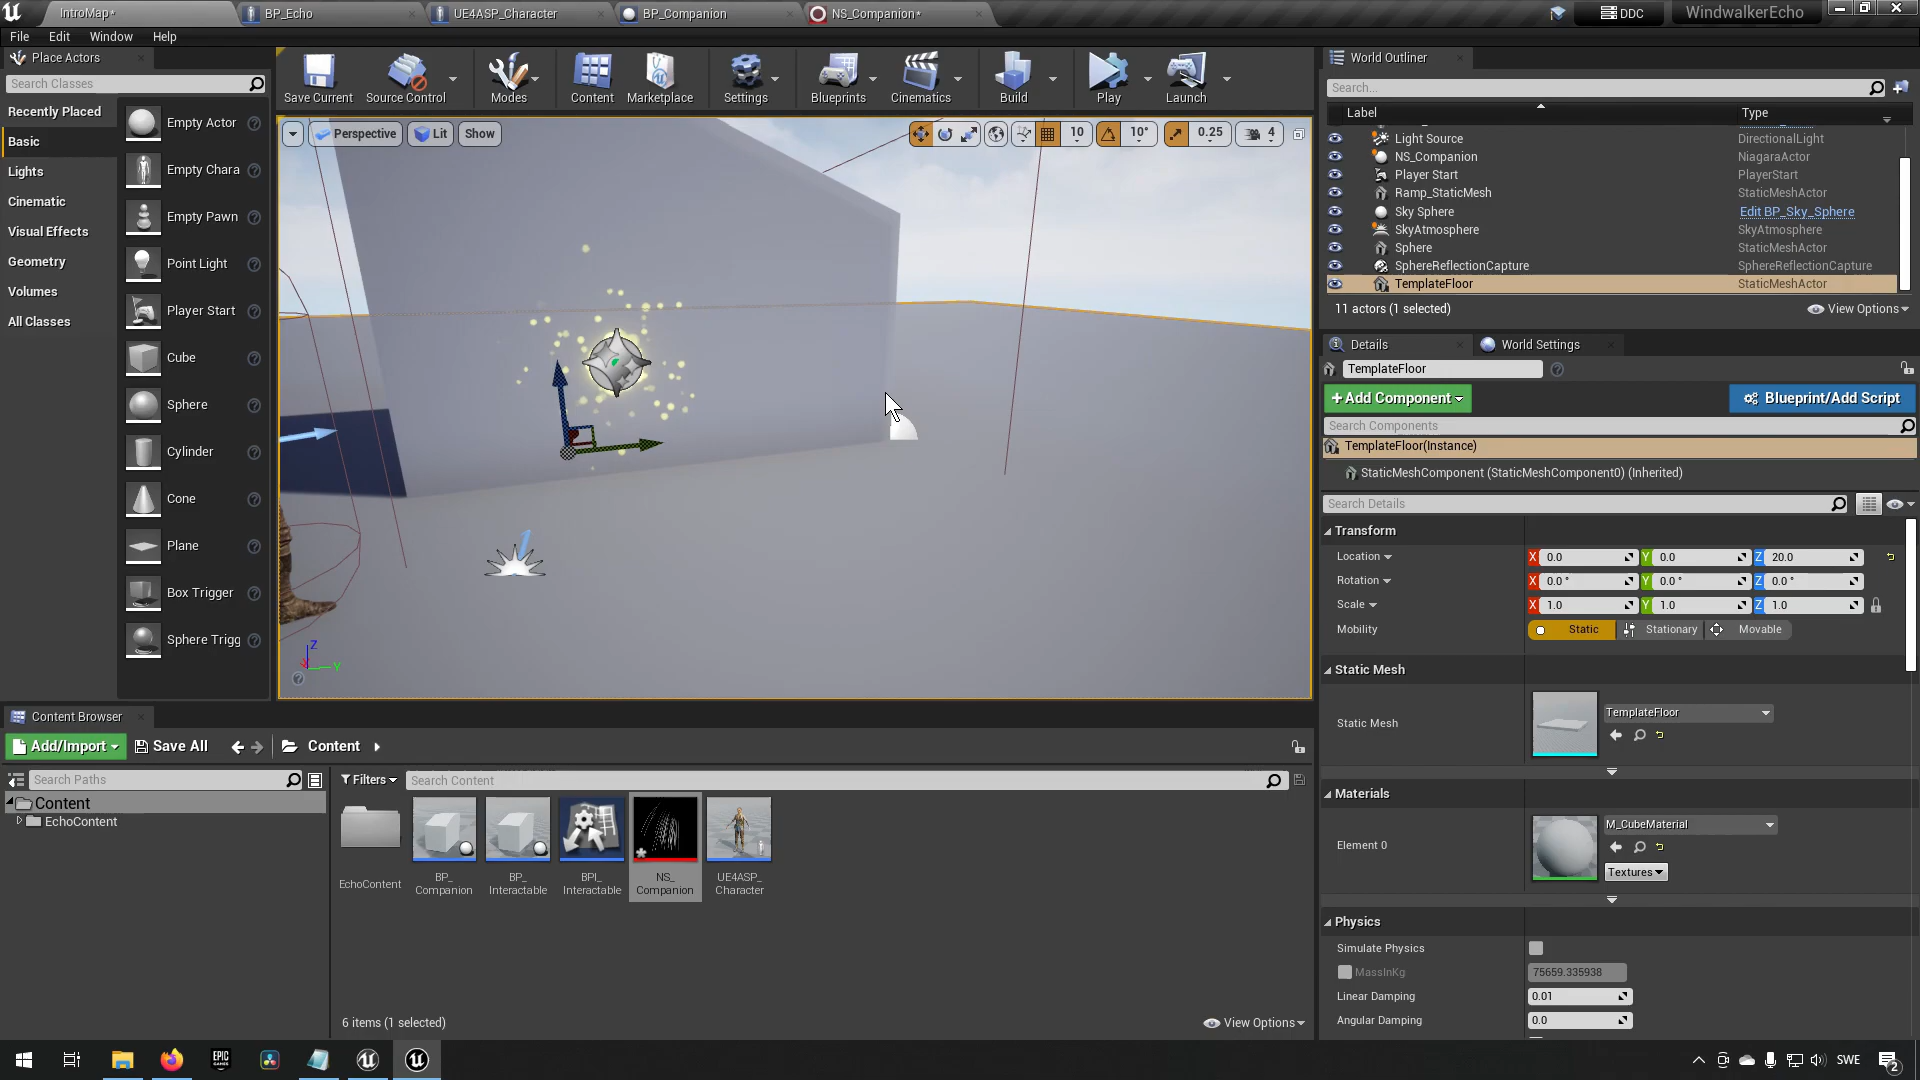 IntroMap*
BP_Echo
UE4ASP_Character
BP_Companion
NS_Companion*
DDC
WindwalkerEcho
File
Edit
Window
Help
Place Actors
Search Classes
Recently Placed
Basic
Lights
Cinematic
Visual Effects
Geometry
Volumes
All Classes
Empty Actor
Empty Chara
Empty Pawn
Point Light
Player Start
Cube
Sphere
Cylinder
Cone
Plane
Box Trigger
Sphere Trigg
Save Current
Source Control
Modes
Content
Marketplace
Settings
Blueprints
Cinematics
Build
Play
Launch
Perspective
Lit
Show
10
10°
0.25
4
World Outliner
Search...
Label
Type
Light Source DirectionalLight
NS_Companion NiagaraActor
Player Start PlayerStart
Ramp_StaticMesh StaticMeshActor
Sky Sphere Edit BP_Sky_Sphere
SkyAtmosphere SkyAtmosphere
Sphere StaticMeshActor
SphereReflectionCapture SphereReflectionCapture
TemplateFloor StaticMeshActor
11 actors (1 selected)
View Options
Details
World Settings
TemplateFloor
+Add Component
Blueprint/Add Script
Search Components
TemplateFloor(Instance)
StaticMeshComponent (StaticMeshComponent0) (Inherited)
Search Details
Transform
Location X 0.0 Y 0.0 Z 20.0
Rotation X 0.0 ° Y 0.0 ° Z 0.0 °
Scale X 1.0 Y 1.0 Z 1.0
Mobility Static Stationary Movable
Static Mesh
Static Mesh
TemplateFloor
Materials
Element 0
M_CubeMaterial
Textures
Physics
Simulate Physics
MassInKg 75659.335938
Linear Damping 0.01
Angular Damping 0.0
Z
X
Y
Content Browser
Add/Import
Save All
Content
Search Paths
Content
EchoContent
Filters
Search Content
EchoContent
BP_
Companion
BP_
Interactable
BPI_
Interactable
NS_
Companion
UE4ASP_
Character
6 items (1 selected)
View Options
EPIC
GAMES
SWE
2